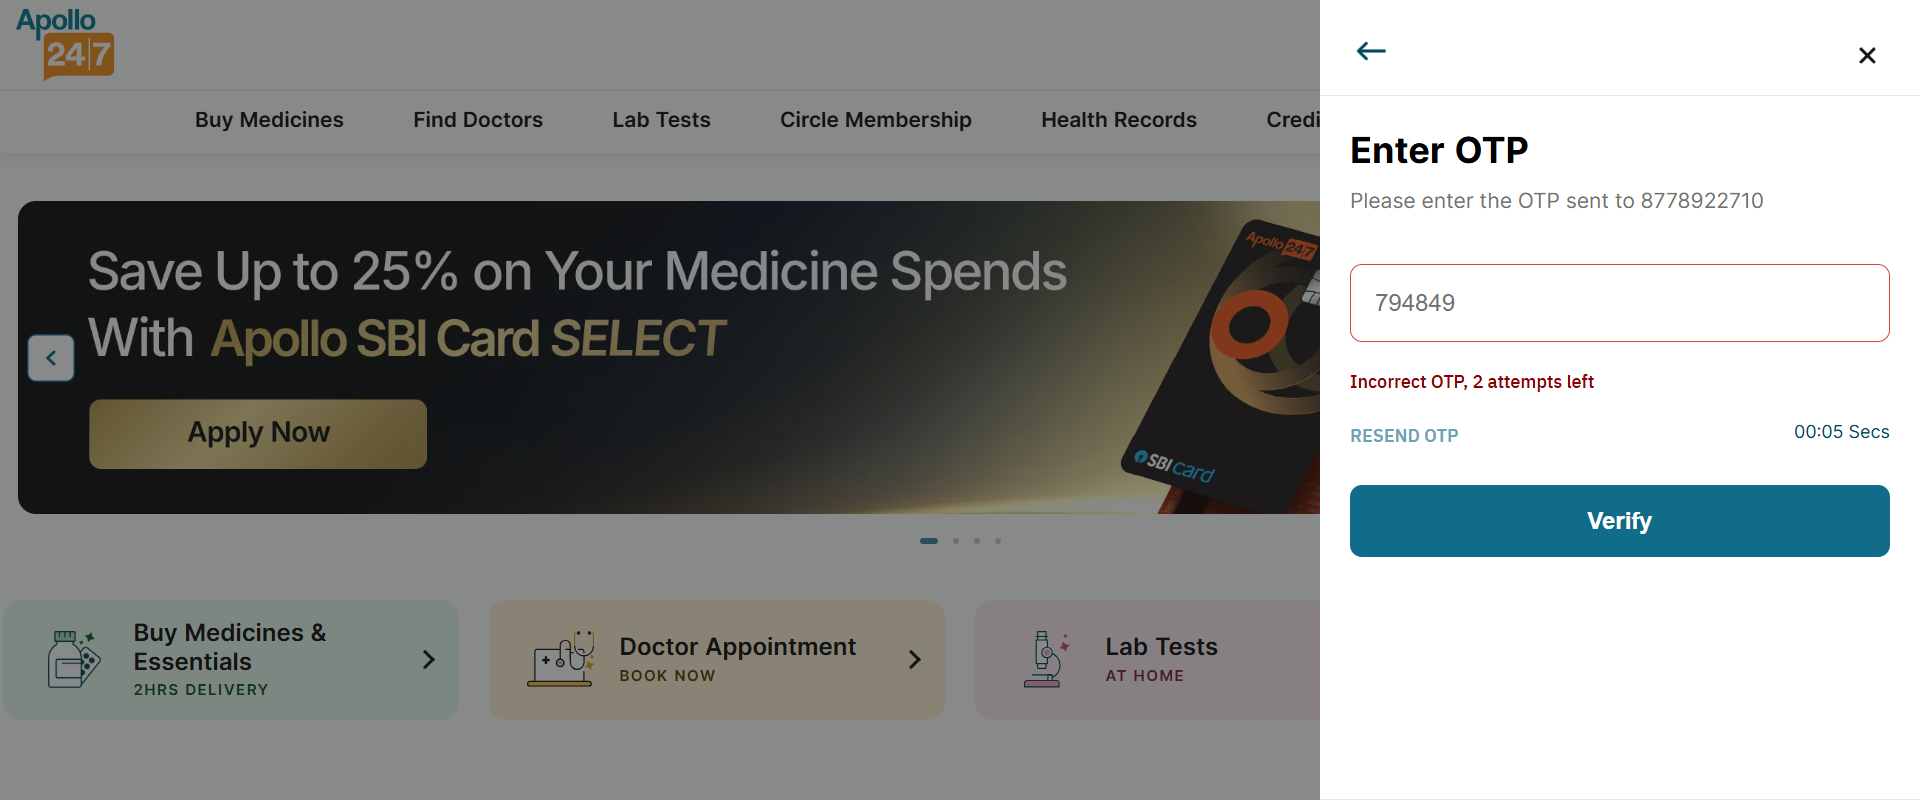 Apollo
24|7
Buy Medicines
Find Doctors
Lab Tests
Circle Membership
Health Records
Credi
Save Up to 25% on Your Medicine Spends
With Apollo SBI Card SELECT
Apply Now
Apollo 24|7
SBI card
Buy Medicines &
Essentials
2HRS DELIVERY
Doctor Appointment
BOOK NOW
Lab Tests
AT HOME
Enter OTP
Please enter the OTP sent to 8778922710
794849
Incorrect OTP, 2 attempts left
RESEND OTP
00:05 Secs
Verify